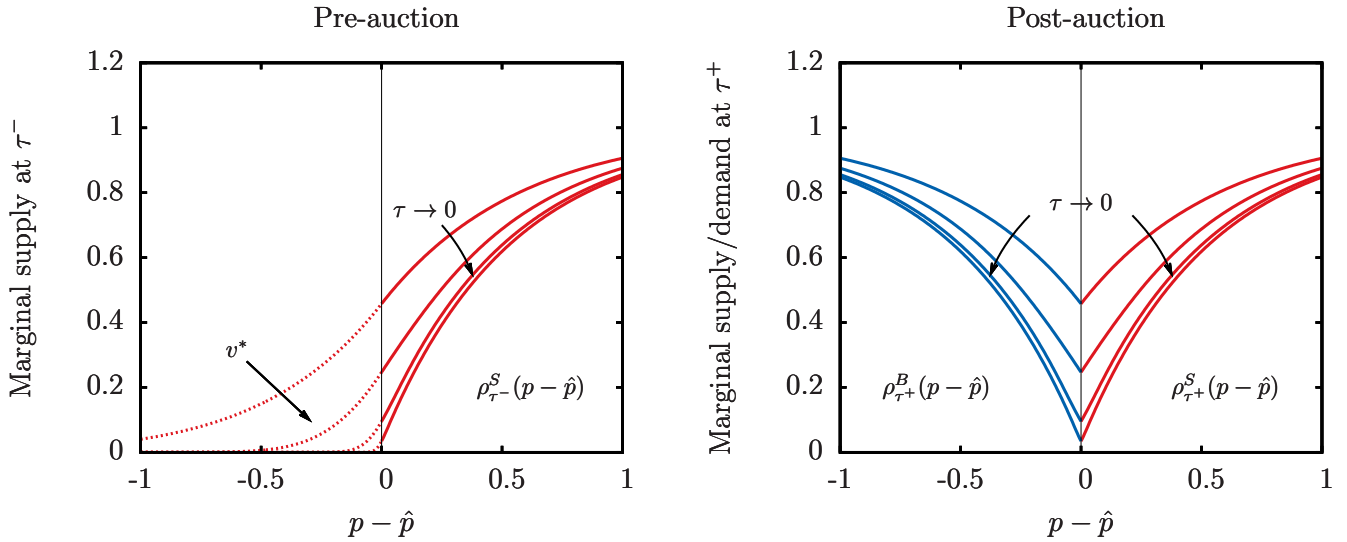 Pre-auction
Marginal supply at τ⁻
1.2
1
0.8
0.6
0.4
0.2
0
τ → 0
v*
ρ^S_{τ⁻}(p − p̂)
-1
-0.5
0
0.5
1
p − p̂
Post-auction
Marginal supply/demand at τ⁺
1.2
1
0.8
0.6
0.4
0.2
0
τ → 0
ρ^B_{τ⁺}(p − p̂)
ρ^S_{τ⁺}(p − p̂)
-1
-0.5
0
0.5
1
p − p̂